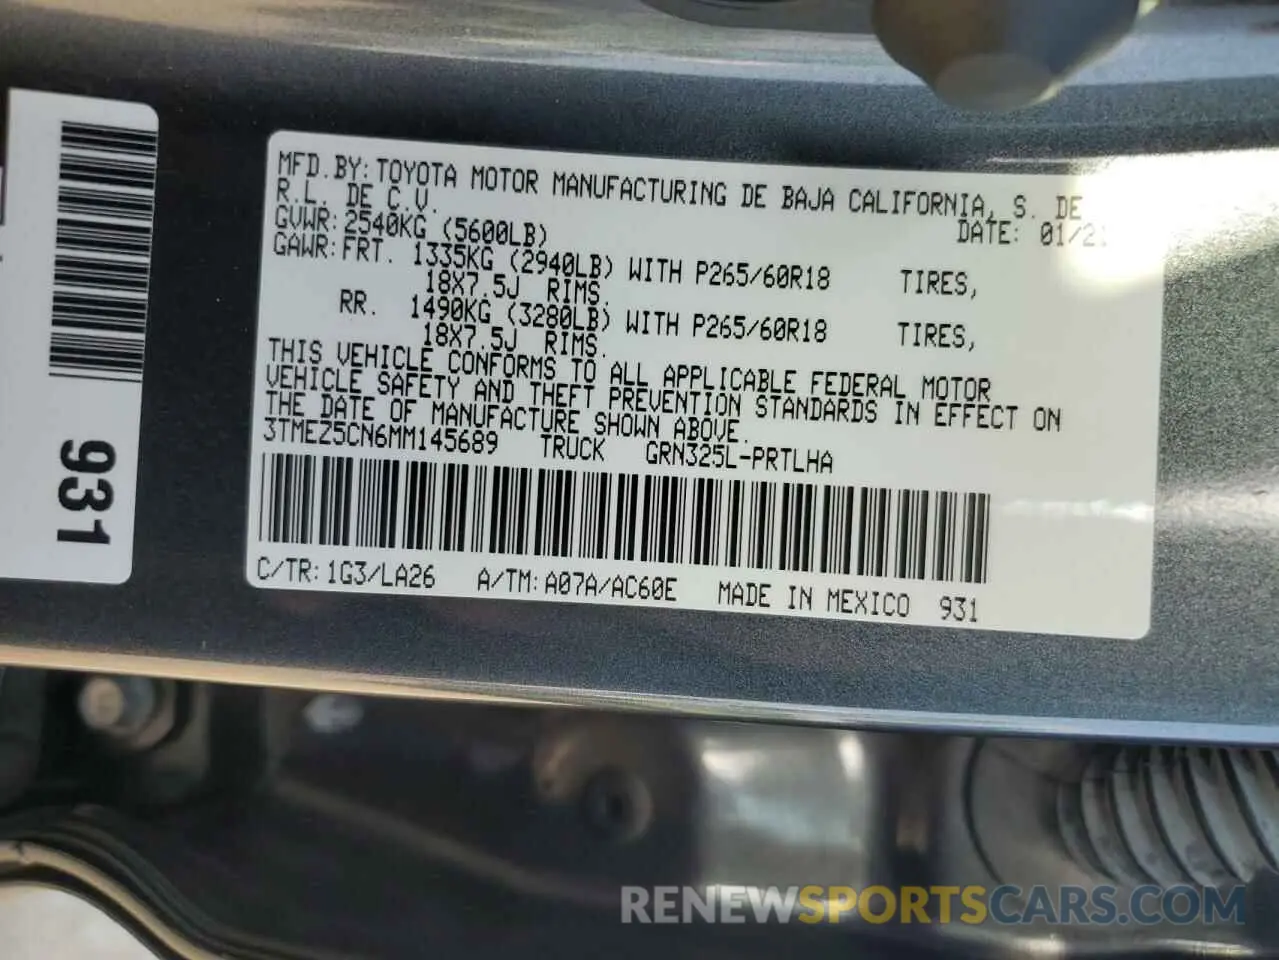 MFD.BY: TOYOTA MOTOR MANUFACTURING DE BAJA CALIFORNIA, S. DE
R.L. DE C.V.
DATE: 01/21
GVWR: 2540KG (5600LB)
GAWR: FRT. 1335KG (2940LB) WITH P265/60R18 TIRES,
18X7.5J RIMS.
RR. 1490KG (3280LB) WITH P265/60R18 TIRES,
18X7.5J RIMS.
THIS VEHICLE CONFORMS TO ALL APPLICABLE FEDERAL MOTOR
VEHICLE SAFETY AND THEFT PREVENTION STANDARDS IN EFFECT ON
THE DATE OF MANUFACTURE SHOWN ABOVE.
3TMEZ5CN6MM145689 TRUCK GRN325L-PRTLHA
C/TR: 1G3/LA26 A/TM: A07A/AC60E MADE IN MEXICO 931
931
RENEWSPORTSCARS.COM